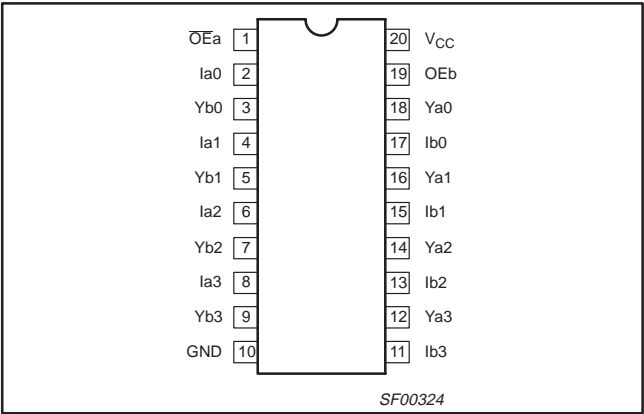 O̅E̅a 1 20 VCC
Ia0 2 19 OEb
Yb0 3 18 Ya0
Ia1 4 17 Ib0
Yb1 5 16 Ya1
Ia2 6 15 Ib1
Yb2 7 14 Ya2
Ia3 8 13 Ib2
Yb3 9 12 Ya3
GND 10 11 Ib3
SF00324